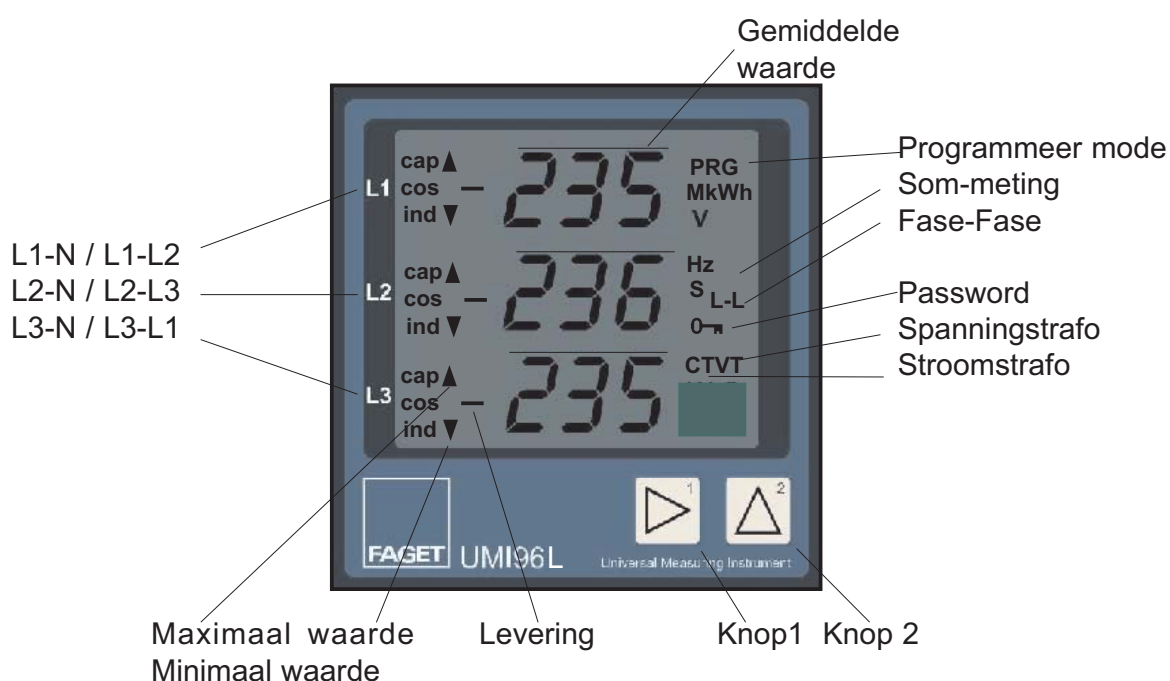 Gemiddelde
waarde
Programmeer mode
Som-meting
Fase-Fase
Password
Spanningstrafo
Stroomstrafo
L1-N / L1-L2
L2-N / L2-L3
L3-N / L3-L1
L1
cap
cos
ind
235
PRG
MkWh
V
L2
cap
cos
ind
236
Hz
S
L-L
L3
cap
cos
ind
235
CTVT
FAGET
UMI96L
1
2
Universal Measuring Instrument
Maximaal waarde
Minimaal waarde
Levering
Knop1
Knop 2